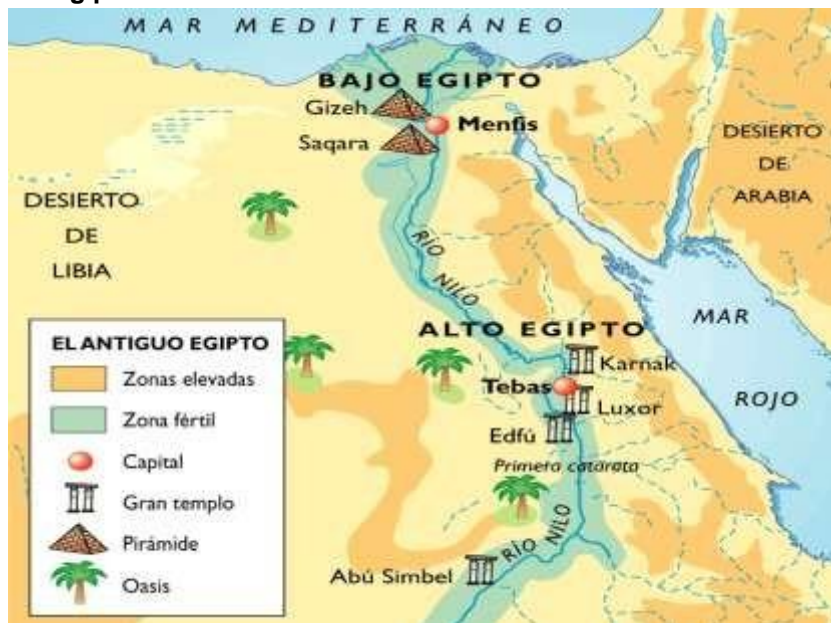 MAR MEDITERRÁNEO
BAJO EGIPTO
Gizeh
Menfis
Saqara
DESIERTO
DE
ARABIA
DESIERTO
DE
LIBIA
RÍO
NILO
MAR
ROJO
ALTO EGIPTO
Karnak
Tebas
Luxor
Edfú
Primera catarata
RÍO NILO
Abú Simbel
EL ANTIGUO EGIPTO
Zonas elevadas
Zona fértil
Capital
Gran templo
Pirámide
Oasis